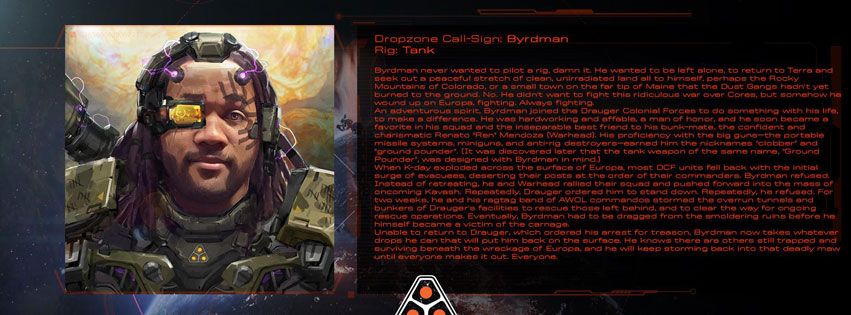 Dropzone Call-Sign: Byrdman
Rig: Tank
Byrdman never wanted to pilot a rig, damn it. He wanted to be left alone, to return to Terra and
seek out a peaceful stretch of clean, unirradiated land all to himself, perhaps the Rocky
Mountains of Colorado, or a small town on the far tip of Maine that the Dust Gangs hadn't yet
burned to the ground. No. He didn't want to fight this ridiculous war over Cores, but somehow he
wound up on Europa, fighting. Always fighting.
An adventurous spirit, Byrdman joined the Drauger Colonial Forces to do something with his life,
to make a difference. He was hardworking and affable, a man of honor, and he soon became a
favorite in his squad and the inseparable best friend to his bunk-mate, the confident and
charismatic Renato "Ren" Mendoza (Warhead). His proficiency with the big guns—the portable
missile systems, miniguns, and anti-rig destroyers—earned him the nicknames "clobber" and
"ground pounder". (It was discovered later that the tank weapon of the same name, "Ground
Pounder", was designed with Byrdman in mind.)
When K-day exploded across the surface of Europa, most DCF units fell back with the initial
surge of evacuees, deserting their posts at the order of their commanders. Byrdman refused.
Instead of retreating, he and Warhead rallied their squad and pushed forward into the mass of
oncoming Kavash. Repeatedly, Drauger ordered him to stand down. Repeatedly, he refused. For
two weeks, he and his ragtag band of AWOL commandos stormed the overrun tunnels and
bunkers of Drauger's facilities to rescue those left behind, and to clear the way for ongoing
rescue operations. Eventually, Byrdman had to be dragged from the smoldering ruins before he
himself became a victim of the carnage.
Unable to return to Drauger, which ordered his arrest for treason, Byrdman now takes whatever
drops he can that will put him back on the surface. He knows there are others still trapped and
surviving beneath the wreckage of Europa, and he will keep storming back into that deadly maw
until everyone makes it out. Everyone.